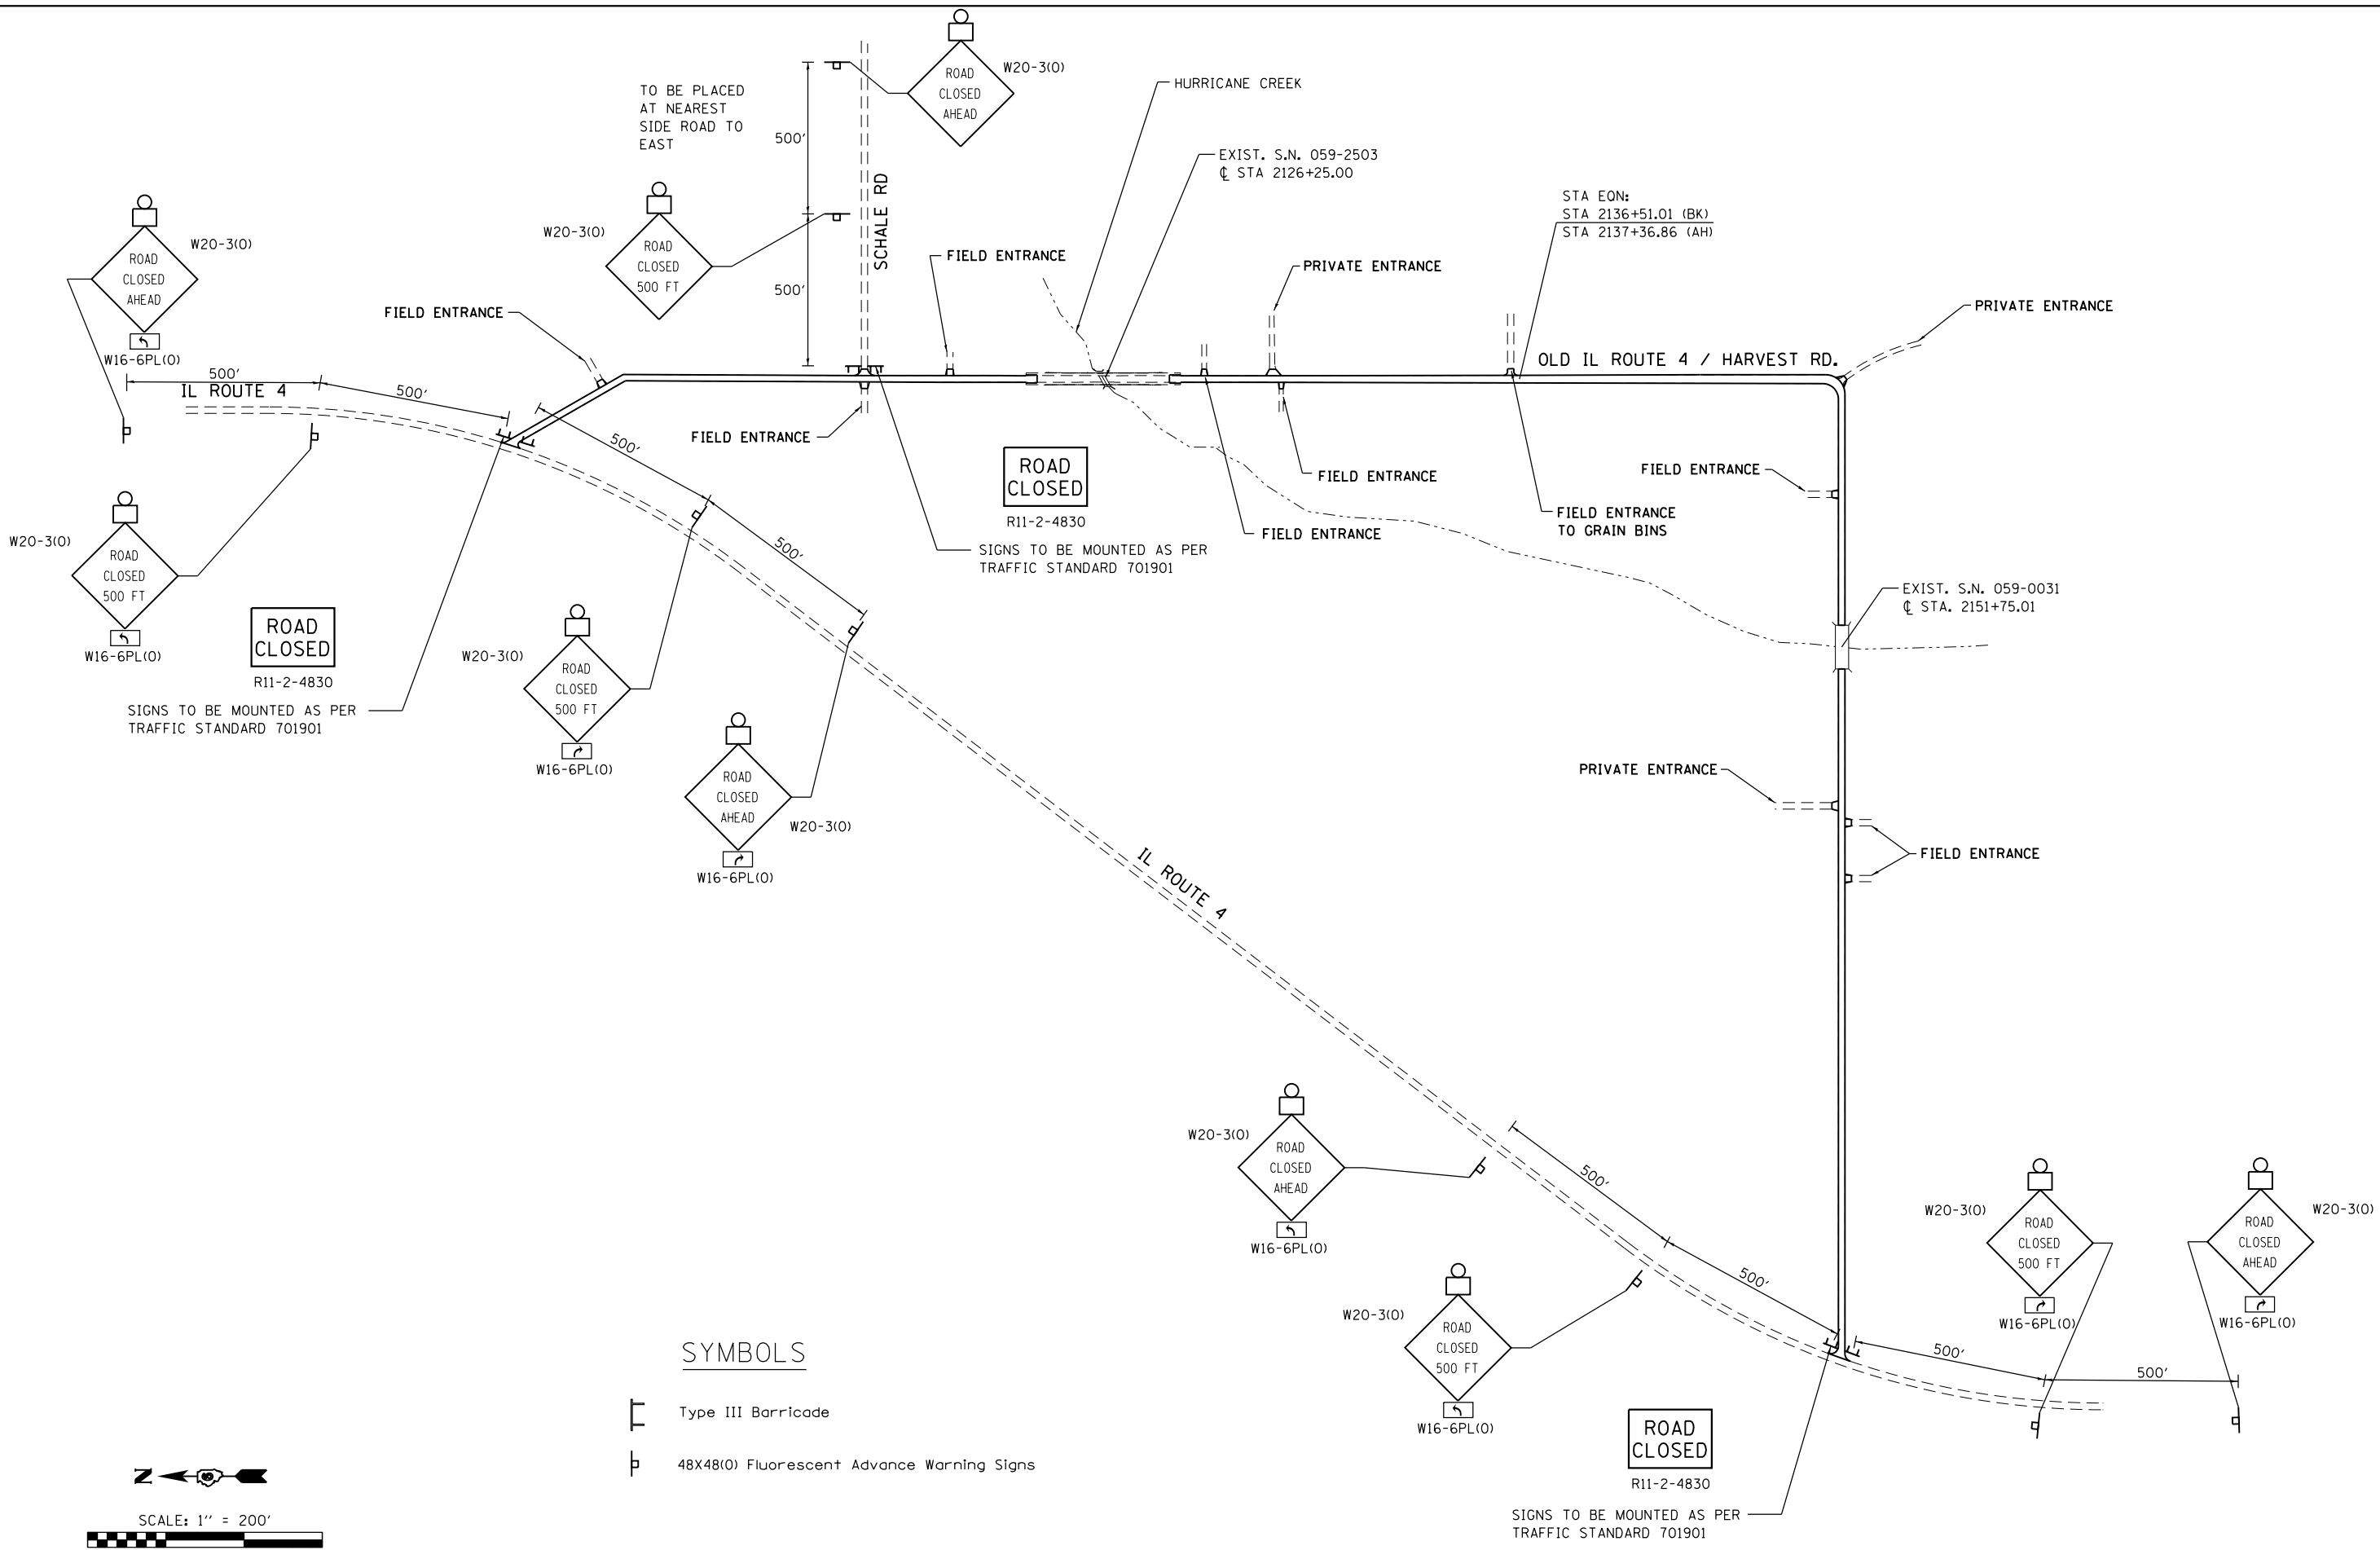 ROAD
CLOSED
AHEAD
W20-3(O)
TO BE PLACED
AT NEAREST
SIDE ROAD TO
EAST
500'
HURRICANE CREEK
EXIST. S.N. 059-2503
℄ STA 2126+25.00
SCHALE RD
STA EQN:
STA 2136+51.01 (BK)
STA 2137+36.86 (AH)
W20-3(O)
ROAD
CLOSED
500 FT
500'
W20-3(O)
ROAD
CLOSED
AHEAD
W16-6PL(O)
FIELD ENTRANCE
FIELD ENTRANCE
PRIVATE ENTRANCE
PRIVATE ENTRANCE
OLD IL ROUTE 4 / HARVEST RD.
500'
IL ROUTE 4
500'
500'
FIELD ENTRANCE
ROAD
CLOSED
R11-2-4830
SIGNS TO BE MOUNTED AS PER
TRAFFIC STANDARD 701901
FIELD ENTRANCE
FIELD ENTRANCE
FIELD ENTRANCE
TO GRAIN BINS
FIELD ENTRANCE
W20-3(O)
ROAD
CLOSED
500 FT
W16-6PL(O)
500'
EXIST. S.N. 059-0031
℄ STA. 2151+75.01
ROAD
CLOSED
R11-2-4830
SIGNS TO BE MOUNTED AS PER
TRAFFIC STANDARD 701901
W20-3(O)
ROAD
CLOSED
500 FT
W16-6PL(O)
ROAD
CLOSED
AHEAD
W20-3(O)
W16-6PL(O)
PRIVATE ENTRANCE
FIELD ENTRANCE
IL ROUTE 4
W20-3(O)
ROAD
CLOSED
AHEAD
W16-6PL(O)
500'
500'
W20-3(O)
ROAD
CLOSED
500 FT
W16-6PL(O)
W20-3(O)
ROAD
CLOSED
500 FT
W16-6PL(O)
W20-3(O)
ROAD
CLOSED
AHEAD
W16-6PL(O)
500'
500'
ROAD
CLOSED
R11-2-4830
SIGNS TO BE MOUNTED AS PER
TRAFFIC STANDARD 701901
SYMBOLS
Type III Barricade
48X48(O) Fluorescent Advance Warning Signs
N
SCALE: 1'' = 200'